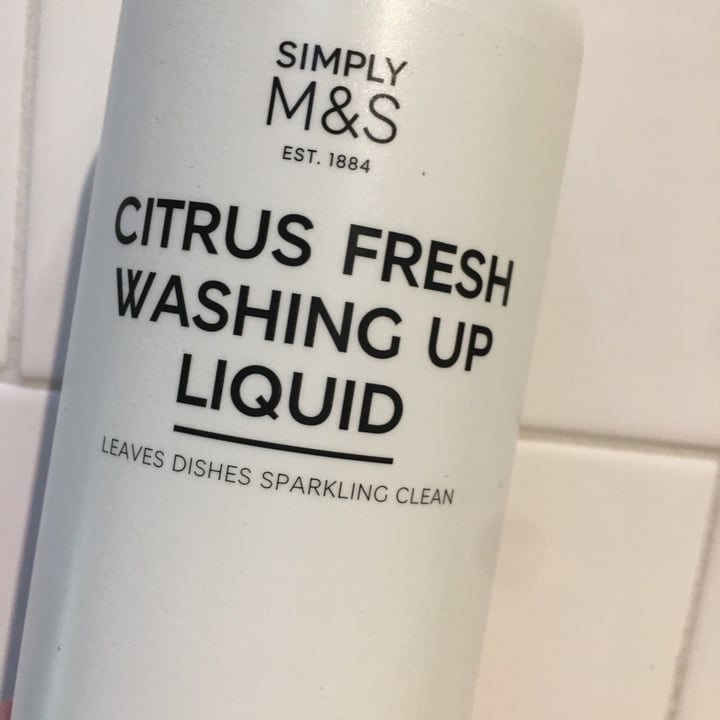 SIMPLY
M&S
EST. 1884
CITRUS FRESH
WASHING UP
LIQUID
LEAVES DISHES SPARKLING CLEAN